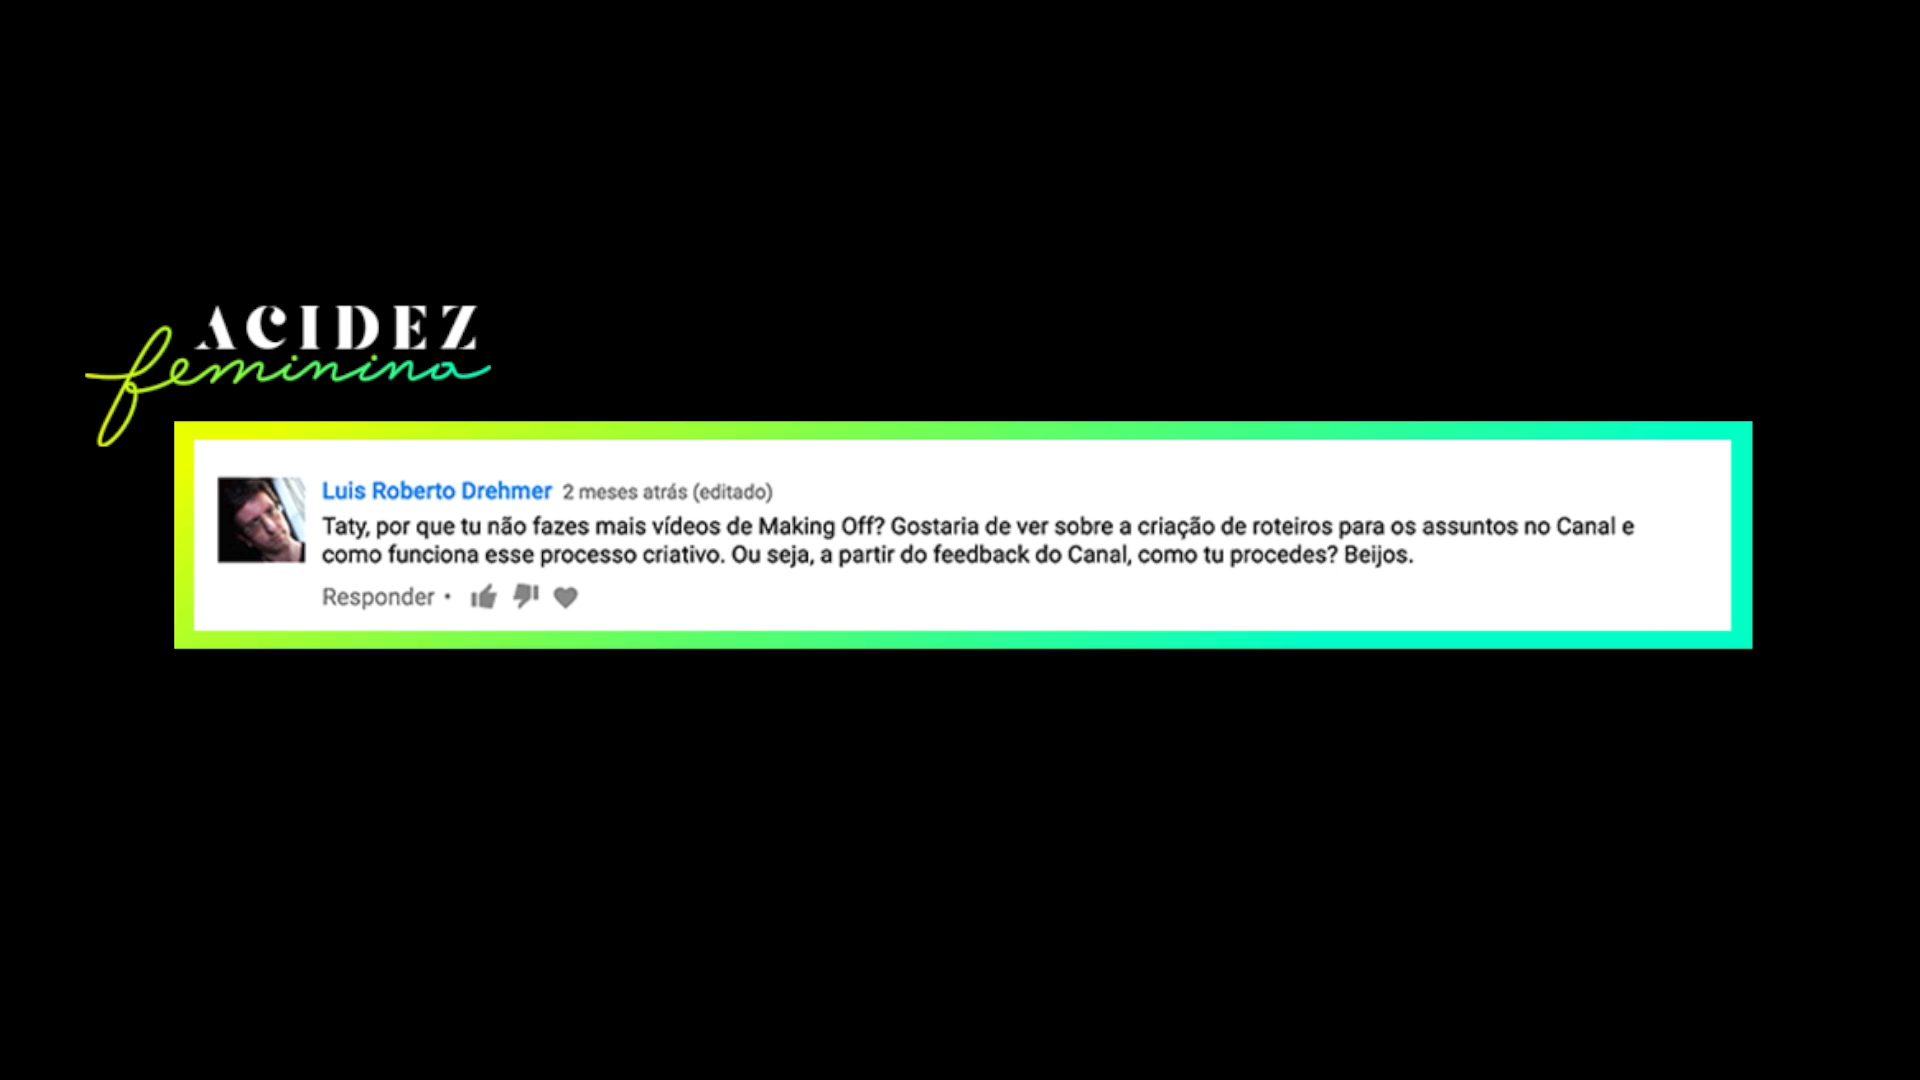 ACIDEZ
feminina
Luis Roberto Drehmer 2 meses atrás (editado)
Taty, por que tu não fazes mais vídeos de Making Off? Gostaria de ver sobre a criação de roteiros para os assuntos no Canal e
como funciona esse processo criativo. Ou seja, a partir do feedback do Canal, como tu procedes? Beijos.
Responder •